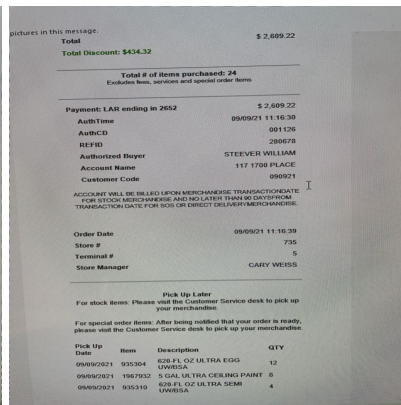 pictures in this message.
Total $ 2,609.22
Total Discount: $434.32
Total # of items purchased: 24
Excludes fees, services and special order items
Payment: LAR ending in 2652 $ 2,609.22
AuthTime 09/09/21 11:16:30
AuthCD 001126
REFID 280678
Authorized Buyer STEEVER WILLIAM
Account Name 117 1700 PLACE
Customer Code 090921
ACCOUNT WILL BE BILLED UPON MERCHANDISE TRANSACTIONDATE
FOR STOCK MERCHANDISE AND NO LATER THAN 90 DAYSFROM
TRANSACTION DATE FOR SOS OR DIRECT DELIVERYMERCHANDISE.
Order Date 09/09/21 11:16:39
Store # 735
Terminal # 5
Store Manager CARY WEISS
Pick Up Later
For stock items: Please visit the Customer Service desk to pick up
your merchandise.
For special order items: After being notified that your order is ready,
please visit the Customer Service desk to pick up your merchandise.
Pick Up
Date Item Description QTY
09/09/2021 935304 620-FL OZ ULTRA EGG
UW/BSA 12
09/09/2021 1967932 5 GAL ULTRA CEILING PAINT 8
09/09/2021 935310 620-FL OZ ULTRA SEMI
UW/BSA 4